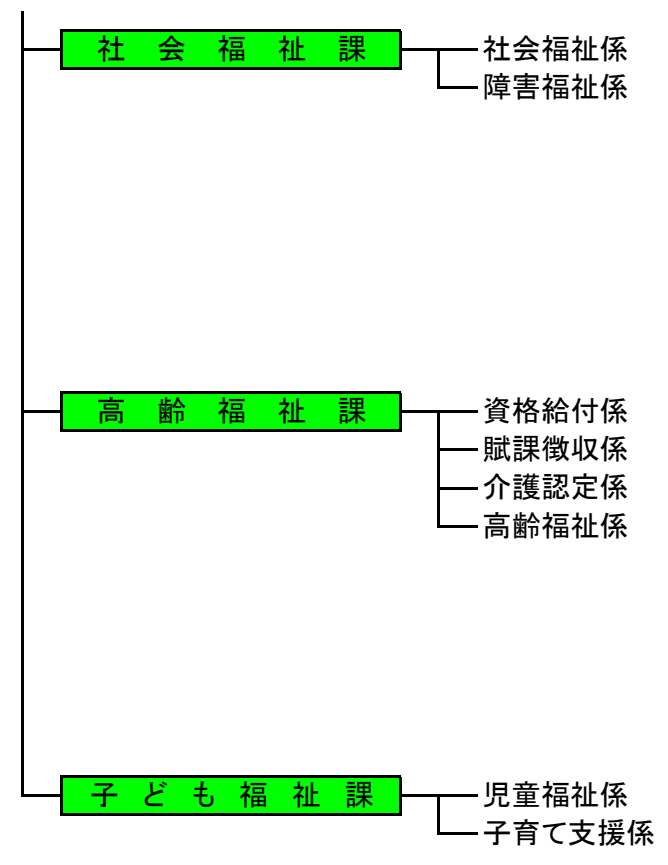 社会福祉課
社会福祉係
障害福祉係
高齢福祉課
資格給付係
賦課徴収係
介護認定係
高齢福祉係
子ども福祉課
児童福祉係
子育て支援係